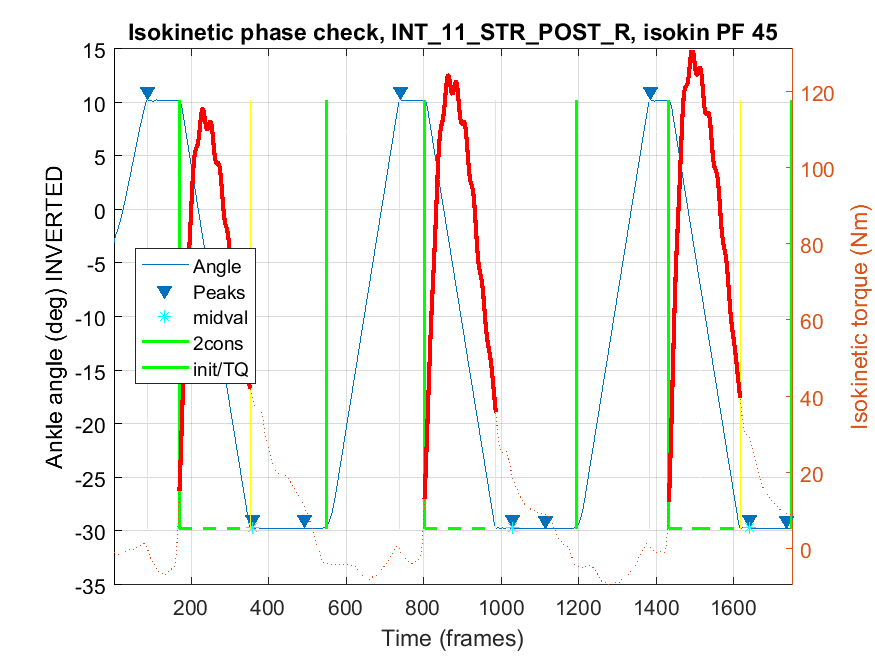 Isokinetic phase check, INT_11_STR_POST_R, isokin PF 45
15
10
5
0
-5
-10
-15
-20
-25
-30
-35
Ankle angle (deg) INVERTED
Angle
Peaks
midval
2cons
init/TQ
120
100
80
60
40
20
0
Isokinetic torque (Nm)
200
400
600
800
1000
1200
1400
1600
Time (frames)